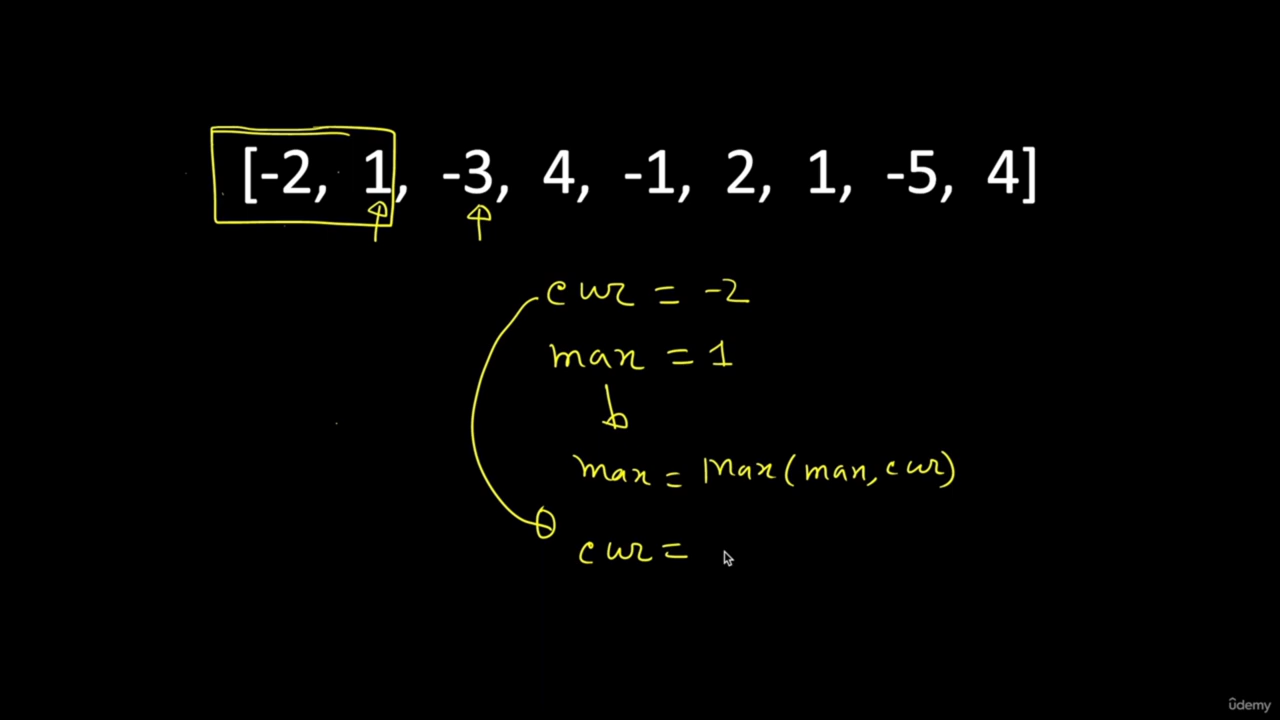 [-2, 1, -3, 4, -1, 2, 1, -5, 4]
cur = -2
max = 1
max = Max(max, cur)
cur =
ûdemy